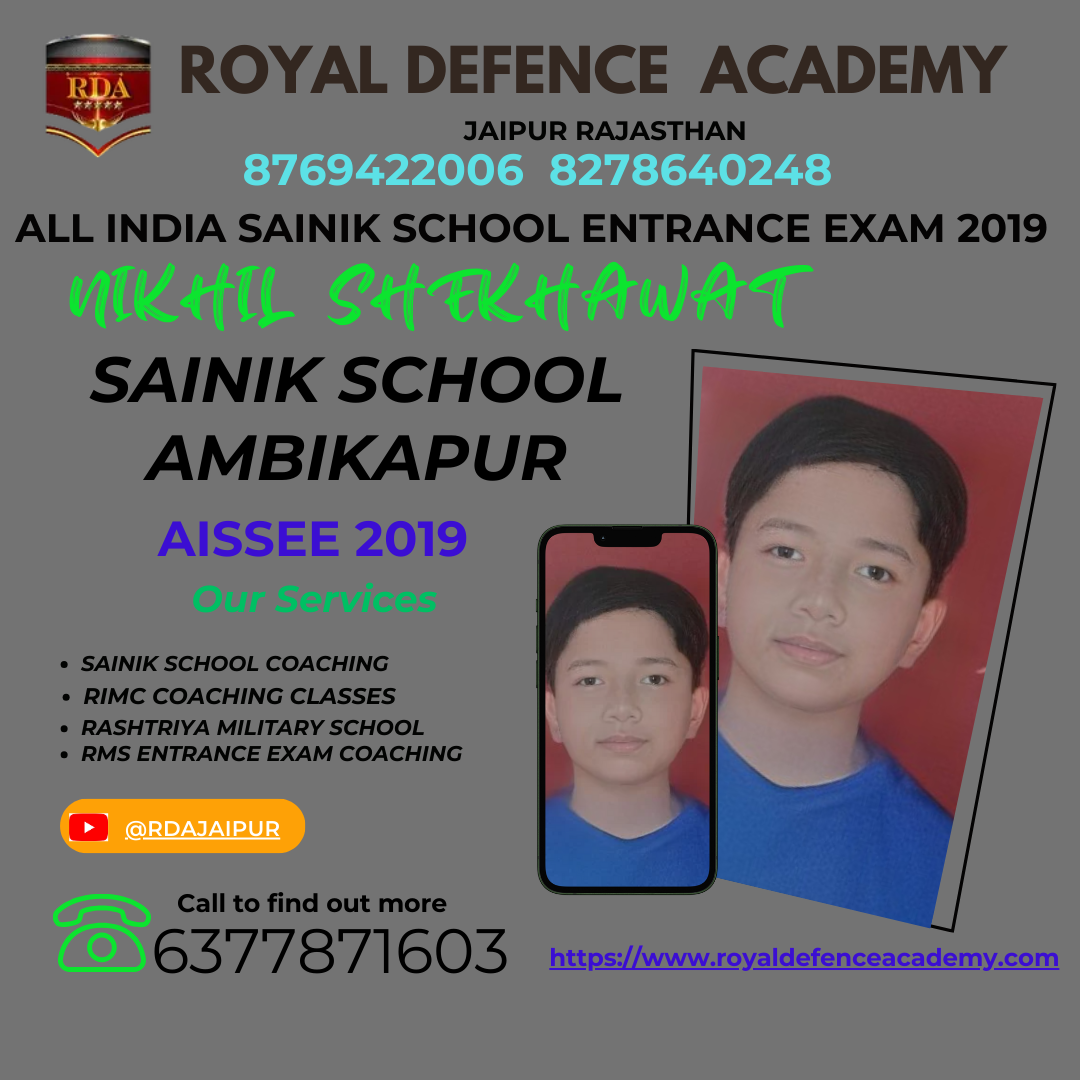 RDA
ROYAL DEFENCE ACADEMY
JAIPUR RAJASTHAN
8769422006 8278640248
ALL INDIA SAINIK SCHOOL ENTRANCE EXAM 2019
NIKHIL SHEKHAWAT
SAINIK SCHOOL
AMBIKAPUR
AISSEE 2019
Our Services
• SAINIK SCHOOL COACHING
• RIMC COACHING CLASSES
• RASHTRIYA MILITARY SCHOOL
• RMS ENTRANCE EXAM COACHING
@RDAJAIPUR
Call to find out more
6377871603
https://www.royaldefenceacademy.com